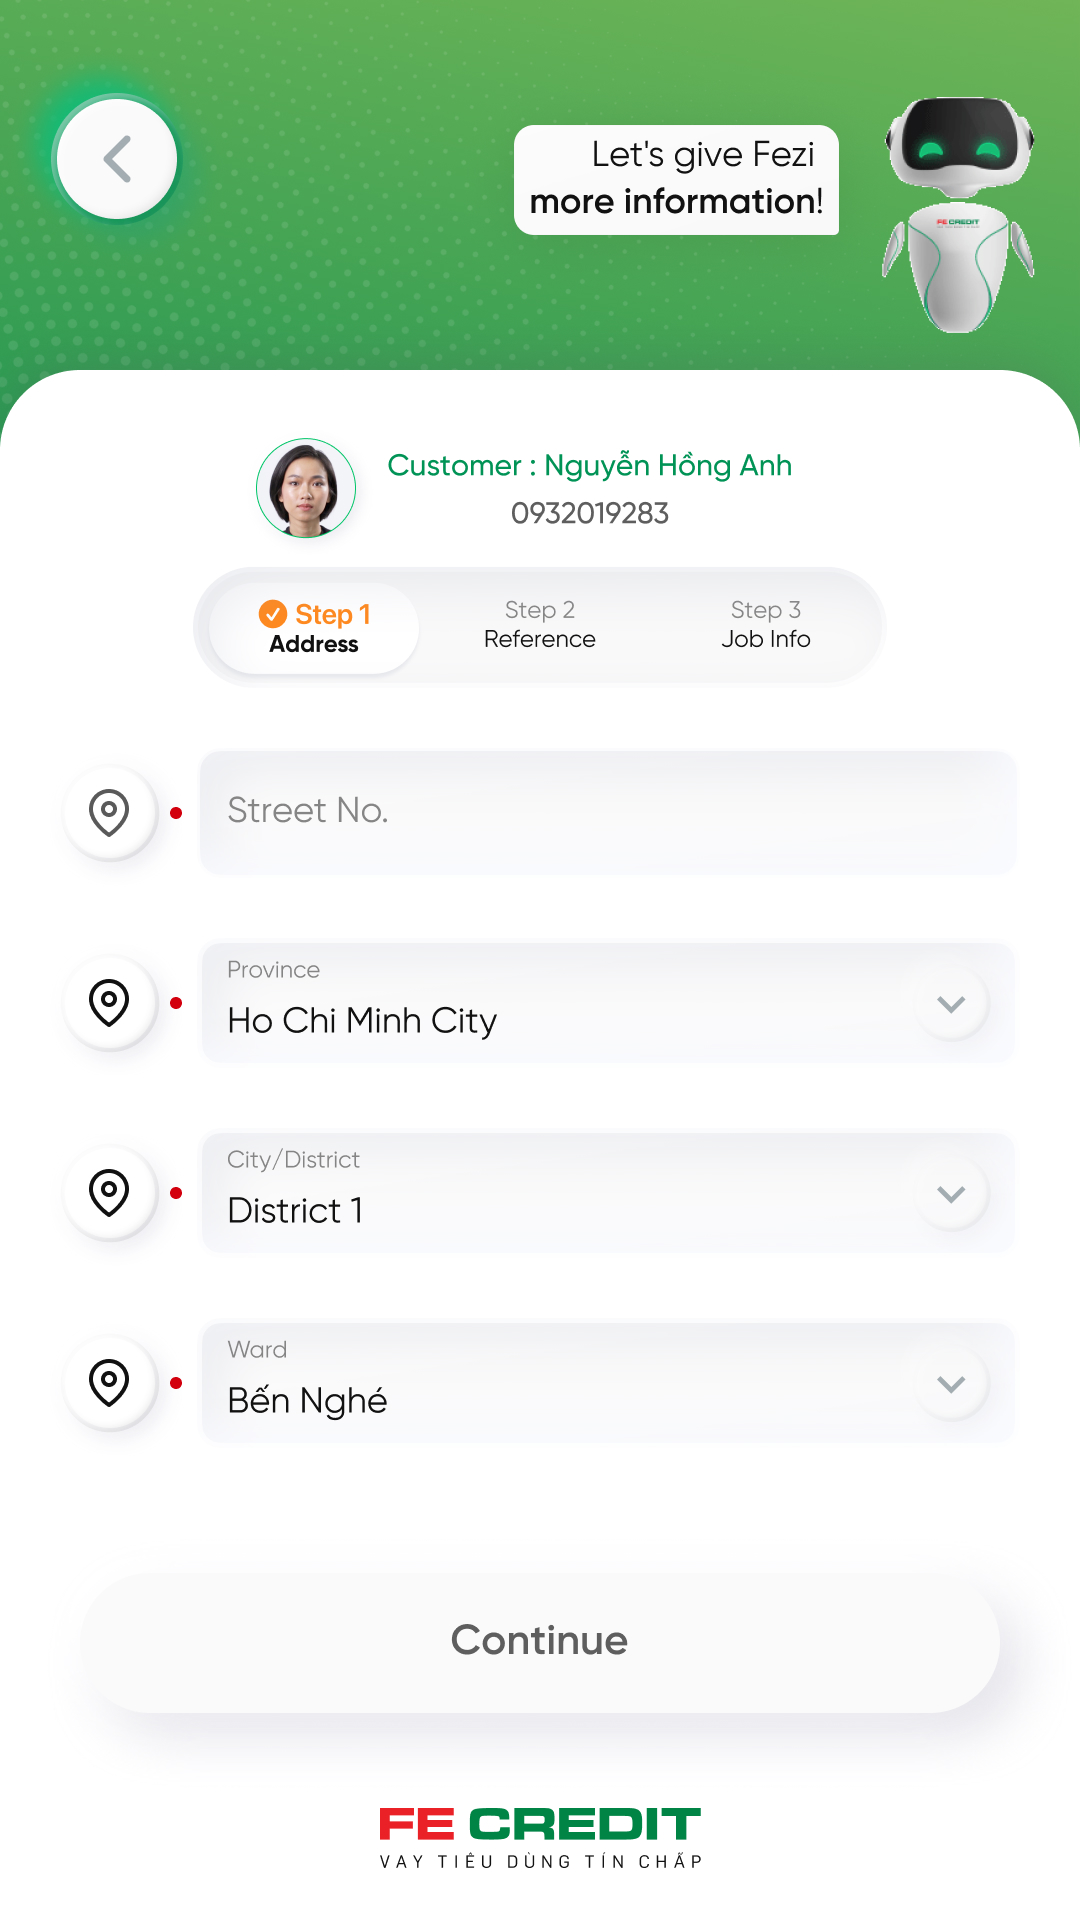 Let's give Fezi
more information!
FE CREDIT
Customer : Nguyễn Hồng Anh
0932019283
Step 1
Address
Step 2
Reference
Step 3
Job Info
Street No.
Province
Ho Chi Minh City
City/District
District 1
Ward
Bến Nghé
Continue
FE CREDIT
VAY TIÊU DÙNG TÍN CHẤP